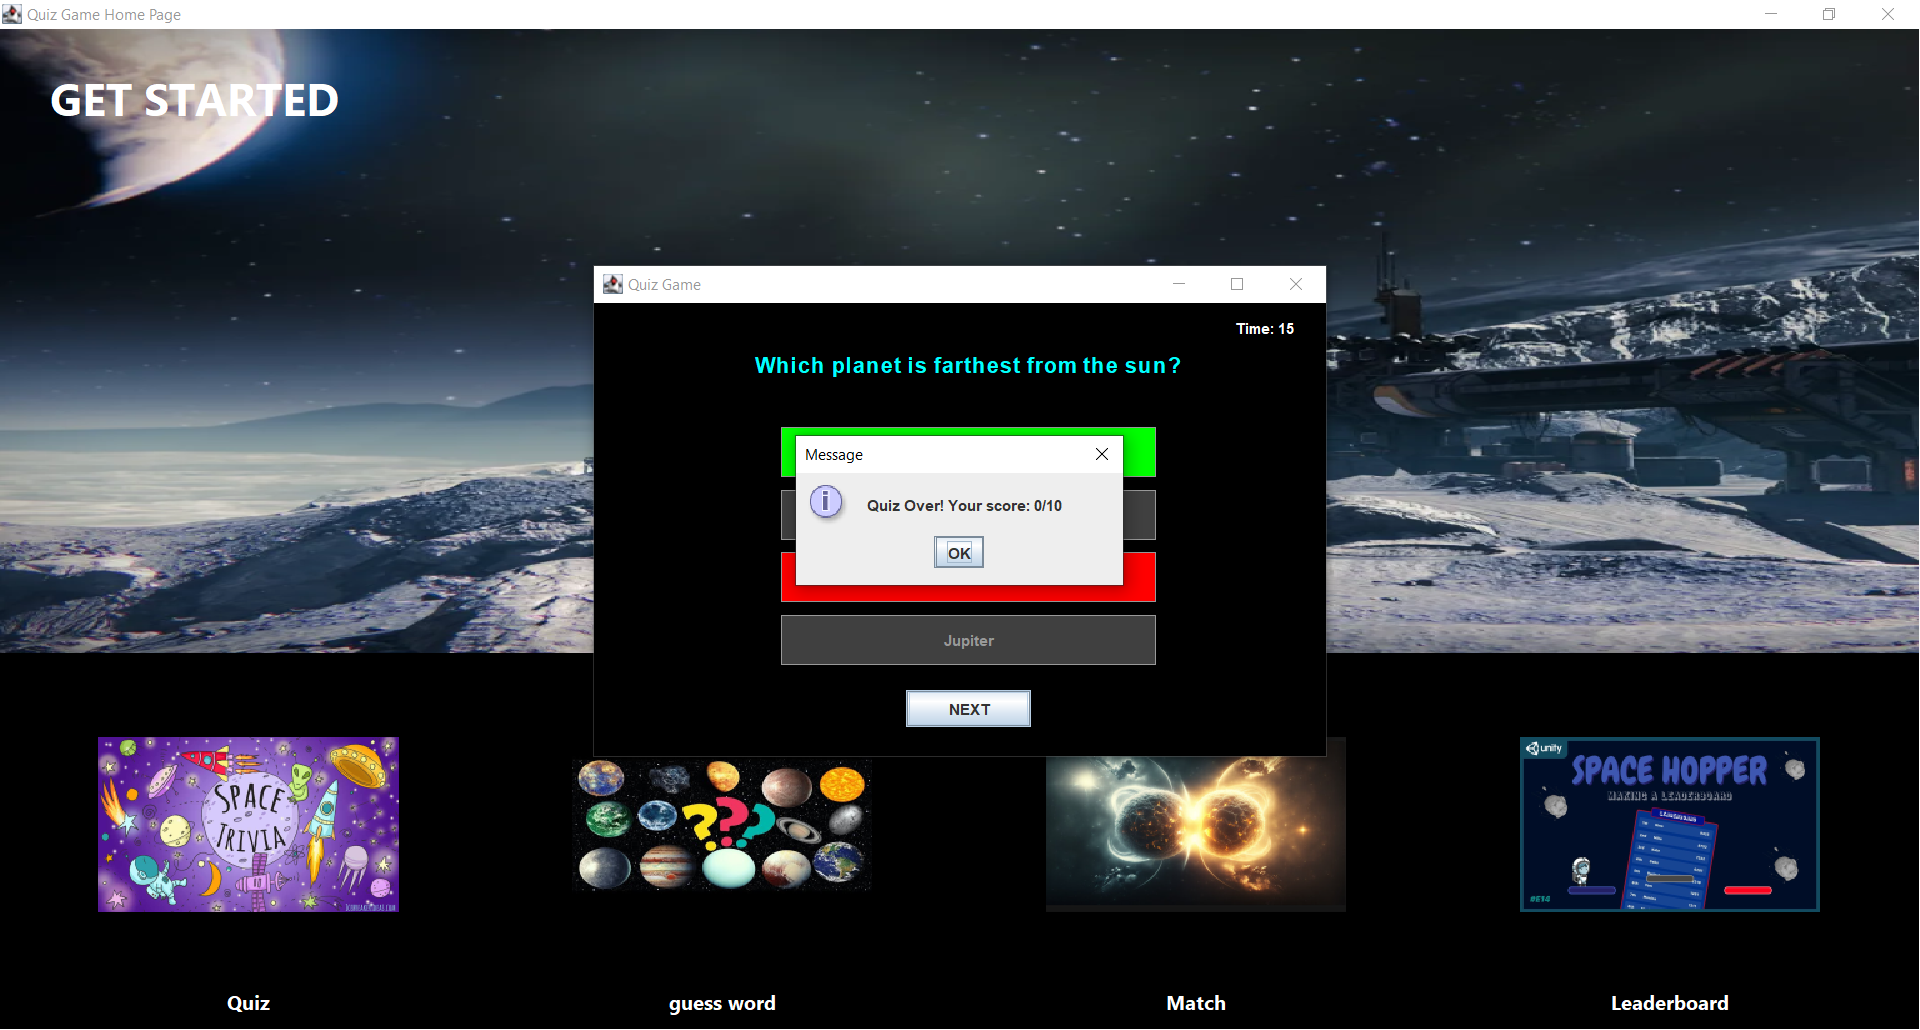 Quiz Game Home Page
GET STARTED
Quiz Game
Time: 15
Which planet is farthest from the sun?
Message
Quiz Over! Your score: 0/10
OK
Jupiter
NEXT
SPACE
TRIVIA
???
unity
SPACE HOPPER
MAKING A LEADERBOARD
Quiz
guess word
Match
Leaderboard